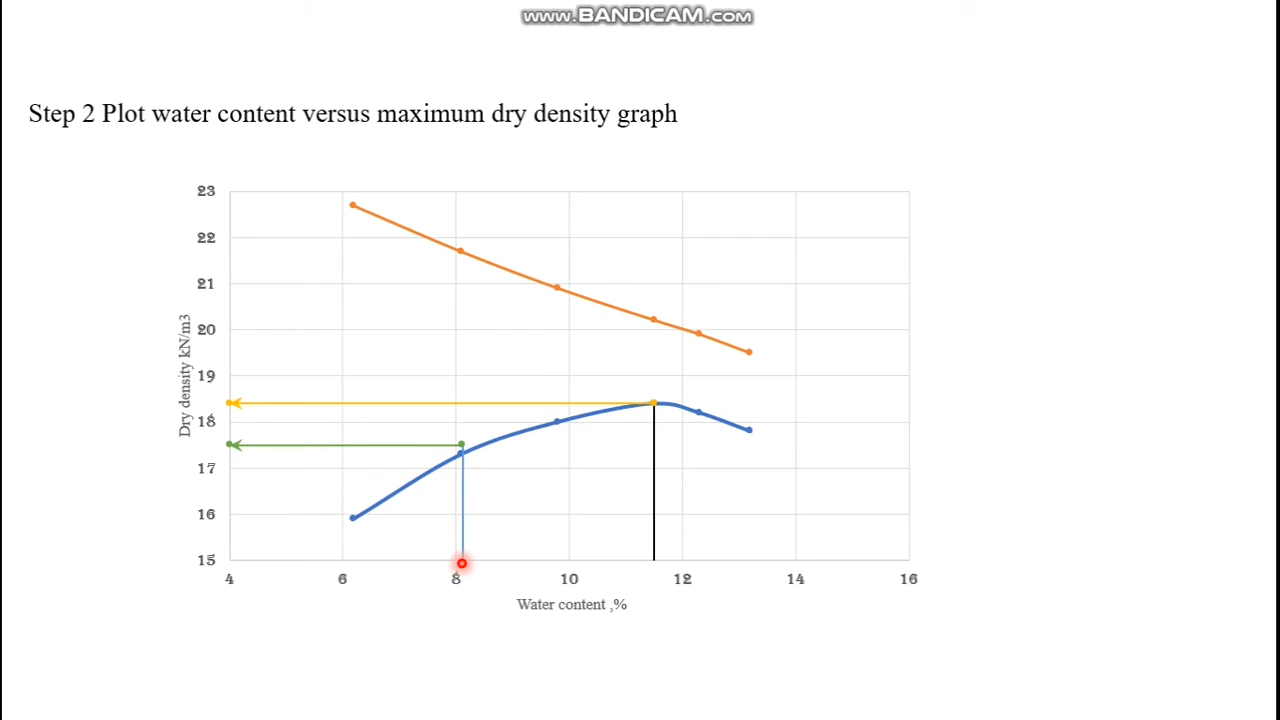 www.BANDICAM.com
Step 2 Plot water content versus maximum dry density graph
23
22
21
20
19
18
17
16
15
Dry density kN/m3
4 6 8 10 12 14 16
Water content ,%